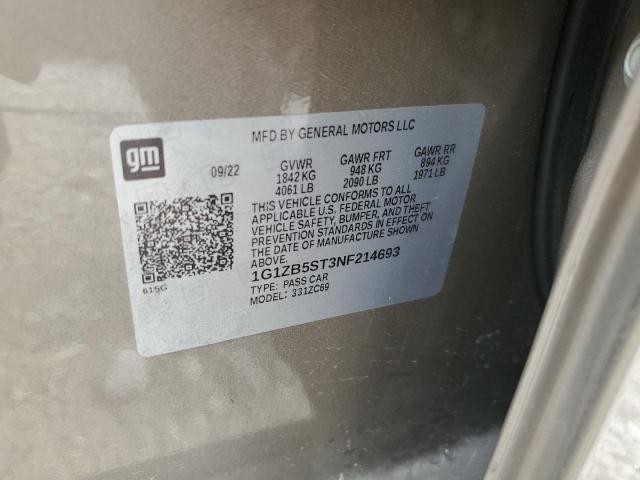 MFD BY GENERAL MOTORS LLC
gm
09/22 GVWR GAWR FRT GAWR RR
1842 KG 948 KG 894 KG
4061 LB 2090 LB 1971 LB
THIS VEHICLE CONFORMS TO ALL
APPLICABLE U.S. FEDERAL MOTOR
VEHICLE SAFETY, BUMPER, AND THEFT
PREVENTION STANDARDS IN EFFECT ON
THE DATE OF MANUFACTURE SHOWN
ABOVE.
1G1ZB5ST3NF214693
TYPE: PASS CAR
MODEL: 331ZC69
615G